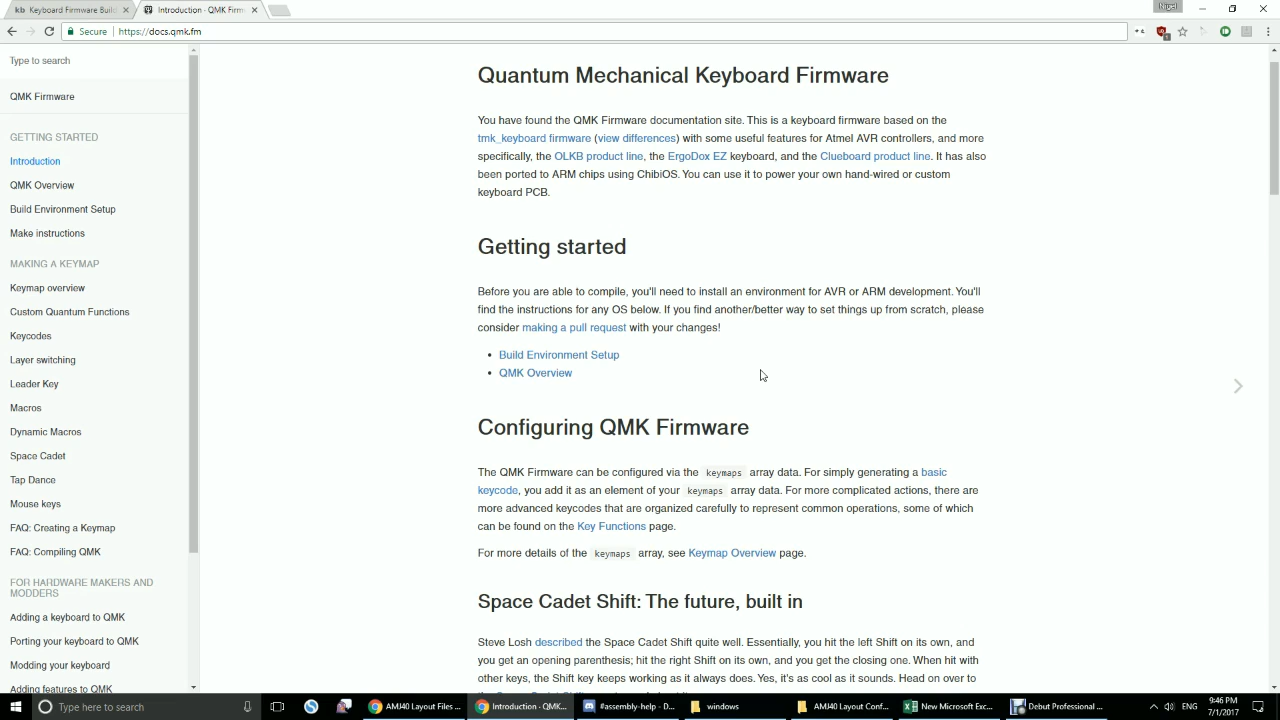 kb Keyboard Firmware Buil
Introduction · QMK Firm
Nigel
Secure https://docs.qmk.fm
Type to search
QMK Firmware
GETTING STARTED
Introduction
QMK Overview
Build Environment Setup
Make instructions
MAKING A KEYMAP
Keymap overview
Custom Quantum Functions
Keycodes
Layer switching
Leader Key
Macros
Dynamic Macros
Space Cadet
Tap Dance
Mouse keys
FAQ: Creating a Keymap
FAQ: Compiling QMK
FOR HARDWARE MAKERS AND
MODDERS
Adding a keyboard to QMK
Porting your keyboard to QMK
Modding your keyboard
Adding features to QMK
Quantum Mechanical Keyboard Firmware
You have found the QMK Firmware documentation site. This is a keyboard firmware based on the
tmk_keyboard firmware (view differences) with some useful features for Atmel AVR controllers, and more
specifically, the OLKB product line, the ErgoDox EZ keyboard, and the Clueboard product line. It has also
been ported to ARM chips using ChibiOS. You can use it to power your own hand-wired or custom
keyboard PCB.
Getting started
Before you are able to compile, you'll need to install an environment for AVR or ARM development. You'll
find the instructions for any OS below. If you find another/better way to set things up from scratch, please
consider making a pull request with your changes!
• Build Environment Setup
• QMK Overview
Configuring QMK Firmware
The QMK Firmware can be configured via the keymaps array data. For simply generating a basic
keycode, you add it as an element of your keymaps array data. For more complicated actions, there are
more advanced keycodes that are organized carefully to represent common operations, some of which
can be found on the Key Functions page.
For more details of the keymaps array, see Keymap Overview page.
Space Cadet Shift: The future, built in
Steve Losh described the Space Cadet Shift quite well. Essentially, you hit the left Shift on its own, and
you get an opening parenthesis; hit the right Shift on its own, and you get the closing one. When hit with
other keys, the Shift key keeps working as it always does. Yes, it's as cool as it sounds. Head on over to
Type here to search
AMJ40 Layout Files ...
Introduction · QMK...
#assembly-help - D...
windows
AMJ40 Layout Conf...
New Microsoft Exc...
Debut Professional ...
ENG
9:46 PM
7/1/2017